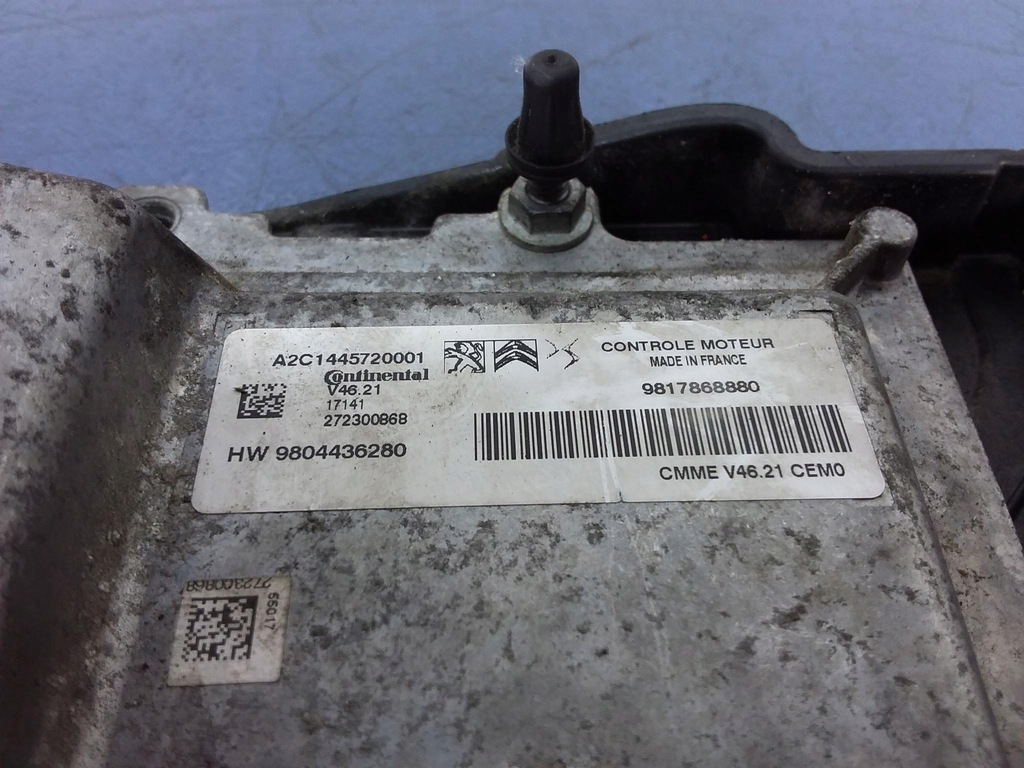 A2C1445720001
Continental
V46.21
17141
272300868
HW 9804436280
CONTROLE MOTEUR
MADE IN FRANCE
9817868880
CMME V46.21 CEM0
272300868
55017